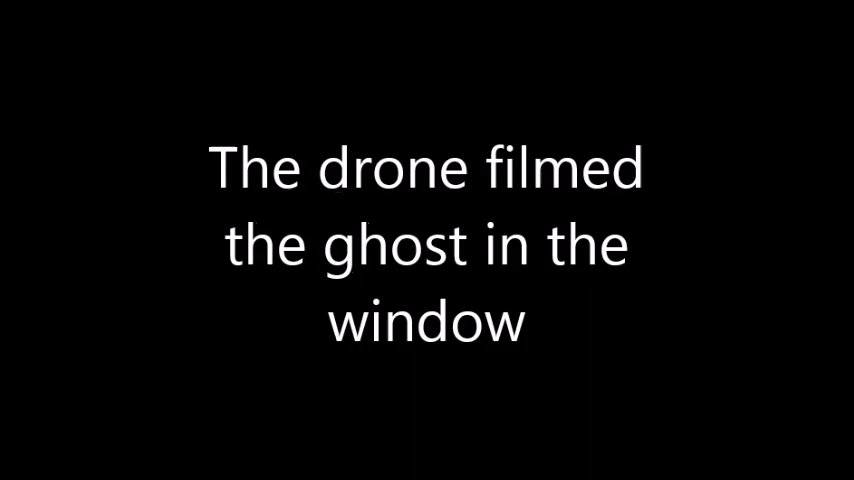 The drone filmed
the ghost in the
window